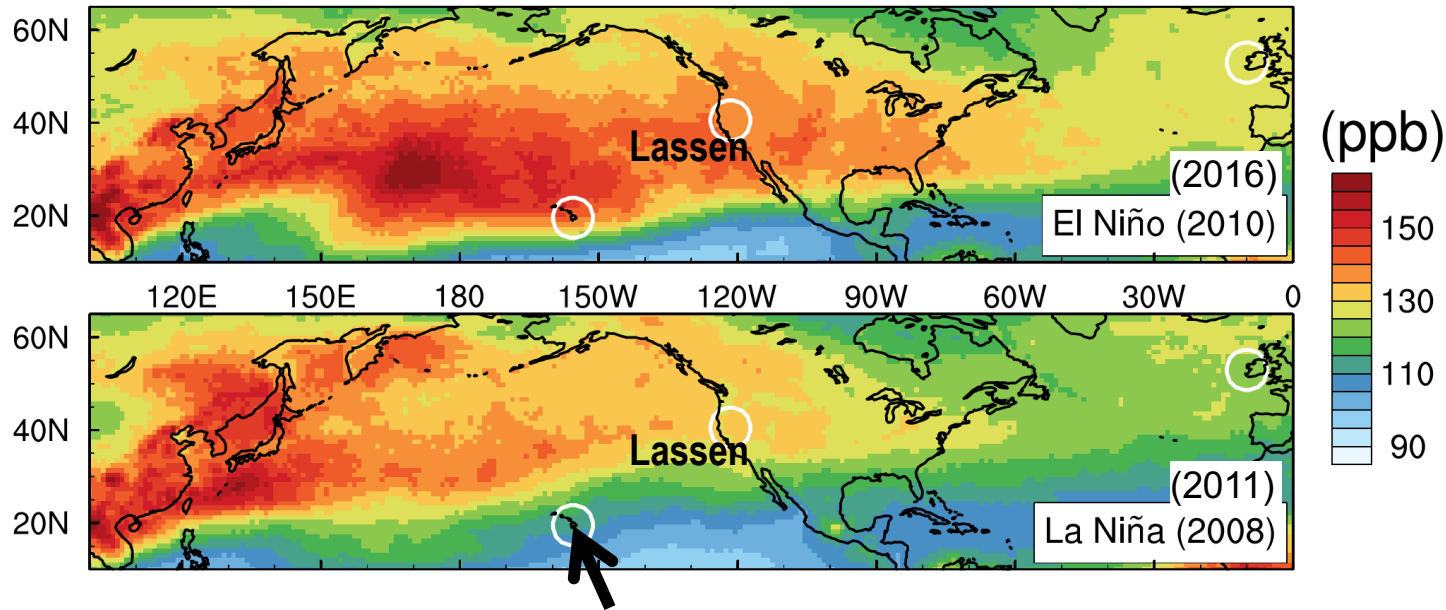 60N
40N
20N
Lassen
(2016)
El Niño (2010)
(ppb)
150
130
110
90
120E 150E 180 150W 120W 90W 60W 30W 0
60N
40N
20N
Lassen
(2011)
La Niña (2008)